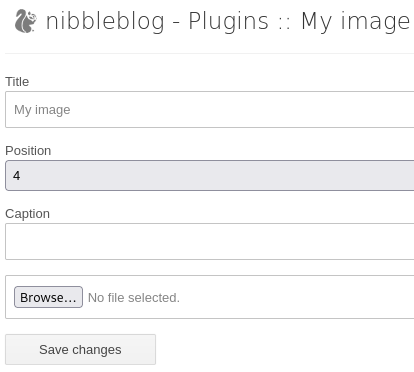 nibbleblog - Plugins :: My image
Title
My image
Position
4
Caption
Browse... No file selected.
Save changes